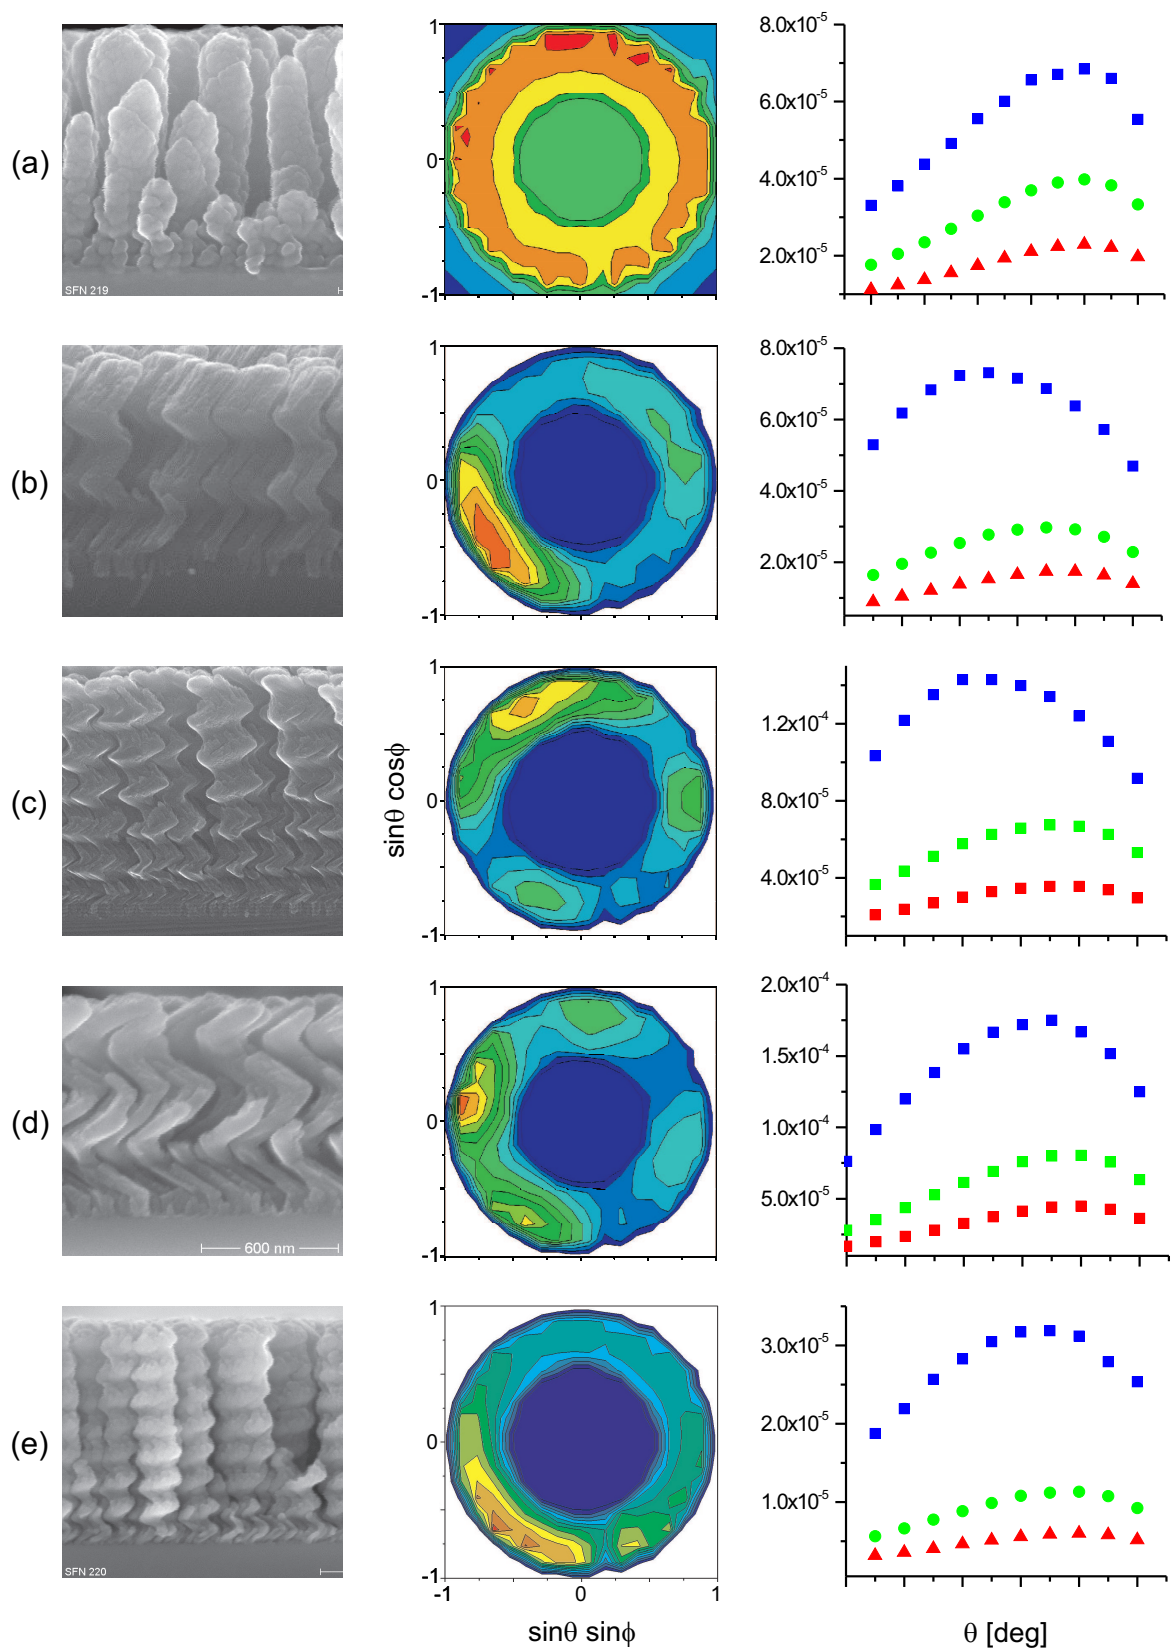 (a)
SFN 219
1
0
-1
8.0x10-5
6.0x10-5
4.0x10-5
2.0x10-5
(b)
1
0
-1
8.0x10-5
6.0x10-5
4.0x10-5
2.0x10-5
(c)
sinθ cosϕ
1
0
-1
1.2x10-4
8.0x10-5
4.0x10-5
(d)
600 nm
1
0
-1
2.0x10-4
1.5x10-4
1.0x10-4
5.0x10-5
(e)
SFN 220
1
0
-1
-1 0 1
sinθ sinϕ
3.0x10-5
2.0x10-5
1.0x10-5
θ [deg]